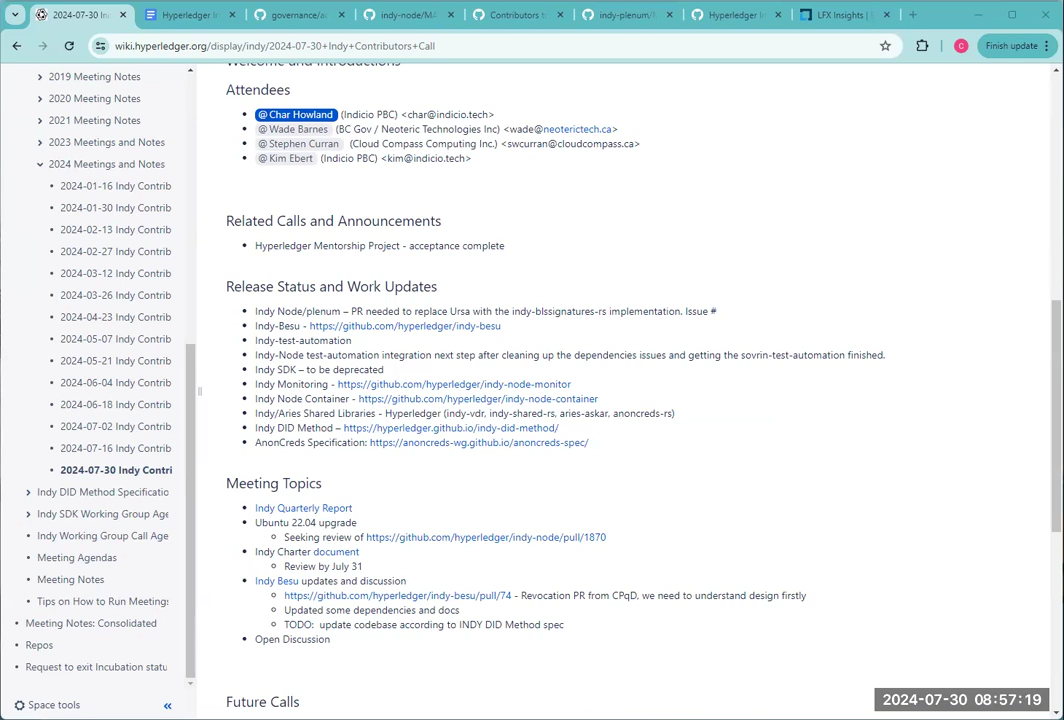 2024-07-30 In
Hyperledger In
governance/a
indy-node/MA
Contributors t
indy-plenum/
Hyperledger I
LFX Insights |
wiki.hyperledger.org/display/indy/2024-07-30+Indy+Contributors+Call
C
Finish update
2019 Meeting Notes
2020 Meeting Notes
2021 Meeting Notes
2023 Meetings and Notes
2024 Meetings and Notes
2024-01-16 Indy Contrib
2024-01-30 Indy Contrib
2024-02-13 Indy Contrib
2024-02-27 Indy Contrib
2024-03-12 Indy Contrib
2024-03-26 Indy Contrib
2024-04-23 Indy Contrib
2024-05-07 Indy Contrib
2024-05-21 Indy Contrib
2024-06-04 Indy Contrib
2024-06-18 Indy Contrib
2024-07-02 Indy Contrib
2024-07-16 Indy Contrib
2024-07-30 Indy Contri
Indy DID Method Specificatio
Indy SDK Working Group Age
Indy Working Group Call Age
Meeting Agendas
Meeting Notes
Tips on How to Run Meetings
Meeting Notes: Consolidated
Repos
Request to exit Incubation statu
Space tools
Welcome and Introductions
Attendees
@Char Howland (Indicio PBC) <char@indicio.tech>
@Wade Barnes (BC Gov / Neoteric Technologies Inc) <wade@neoterictech.ca>
@Stephen Curran (Cloud Compass Computing Inc.) <swcurran@cloudcompass.ca>
@Kim Ebert (Indicio PBC) <kim@indicio.tech>
Related Calls and Announcements
Hyperledger Mentorship Project - acceptance complete
Release Status and Work Updates
Indy Node/plenum – PR needed to replace Ursa with the indy-blssignatures-rs implementation. Issue #
Indy-Besu - https://github.com/hyperledger/indy-besu
Indy-test-automation
Indy-Node test-automation integration next step after cleaning up the dependencies issues and getting the sovrin-test-automation finished.
Indy SDK – to be deprecated
Indy Monitoring - https://github.com/hyperledger/indy-node-monitor
Indy Node Container - https://github.com/hyperledger/indy-node-container
Indy/Aries Shared Libraries - Hyperledger (indy-vdr, indy-shared-rs, aries-askar, anoncreds-rs)
Indy DID Method – https://hyperledger.github.io/indy-did-method/
AnonCreds Specification: https://anoncreds-wg.github.io/anoncreds-spec/
Meeting Topics
Indy Quarterly Report
Ubuntu 22.04 upgrade
Seeking review of https://github.com/hyperledger/indy-node/pull/1870
Indy Charter document
Review by July 31
Indy Besu updates and discussion
https://github.com/hyperledger/indy-besu/pull/74 - Revocation PR from CPqD, we need to understand design firstly
Updated some dependencies and docs
TODO: update codebase according to INDY DID Method spec
Open Discussion
Future Calls
2024-07-30 08:57:19